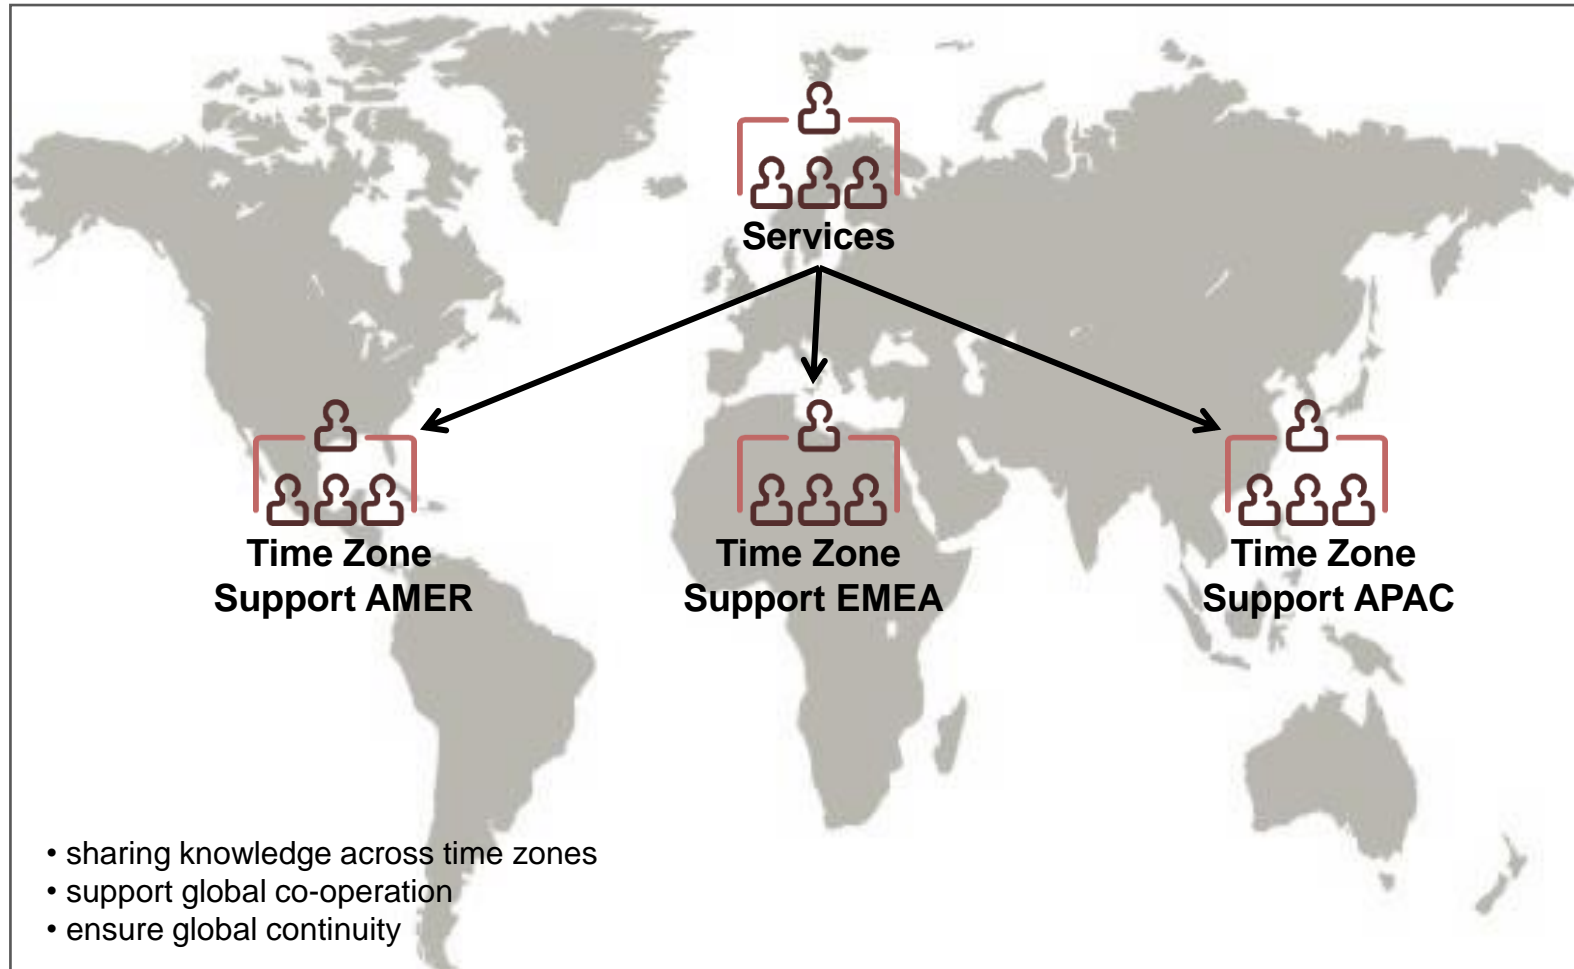 Services
Time Zone
Support AMER
Time Zone
Support EMEA
Time Zone
Support APAC
• sharing knowledge across time zones
• support global co-operation
• ensure global continuity